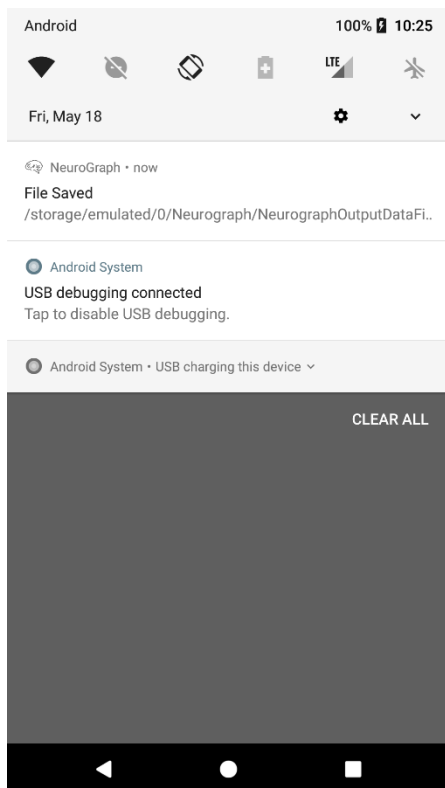 Android 100% 10:25
LTE
Fri, May 18
NeuroGraph • now
File Saved
/storage/emulated/0/Neurograph/NeurographOutputDataFi..
Android System
USB debugging connected
Tap to disable USB debugging.
Android System • USB charging this device
CLEAR ALL